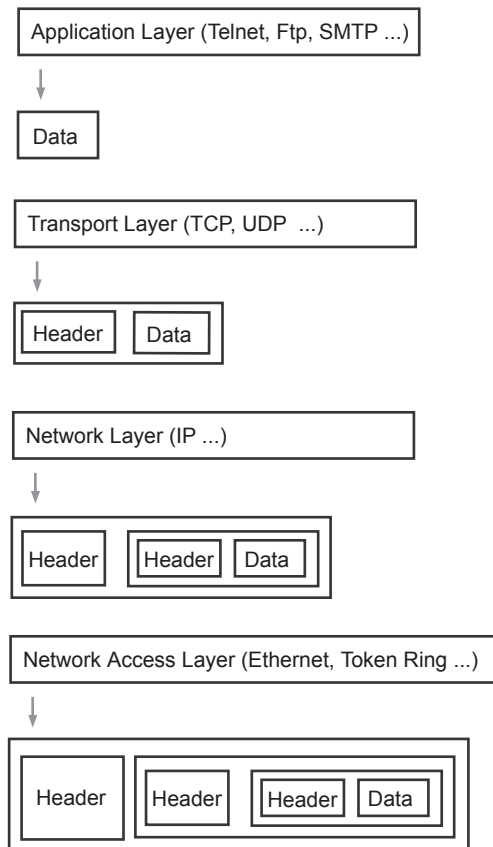 Application Layer (Telnet, Ftp, SMTP ...)
Data
Transport Layer (TCP, UDP ...)
Header Data
Network Layer (IP ...)
Header Header Data
Network Access Layer (Ethernet, Token Ring ...)
Header Header Header Data